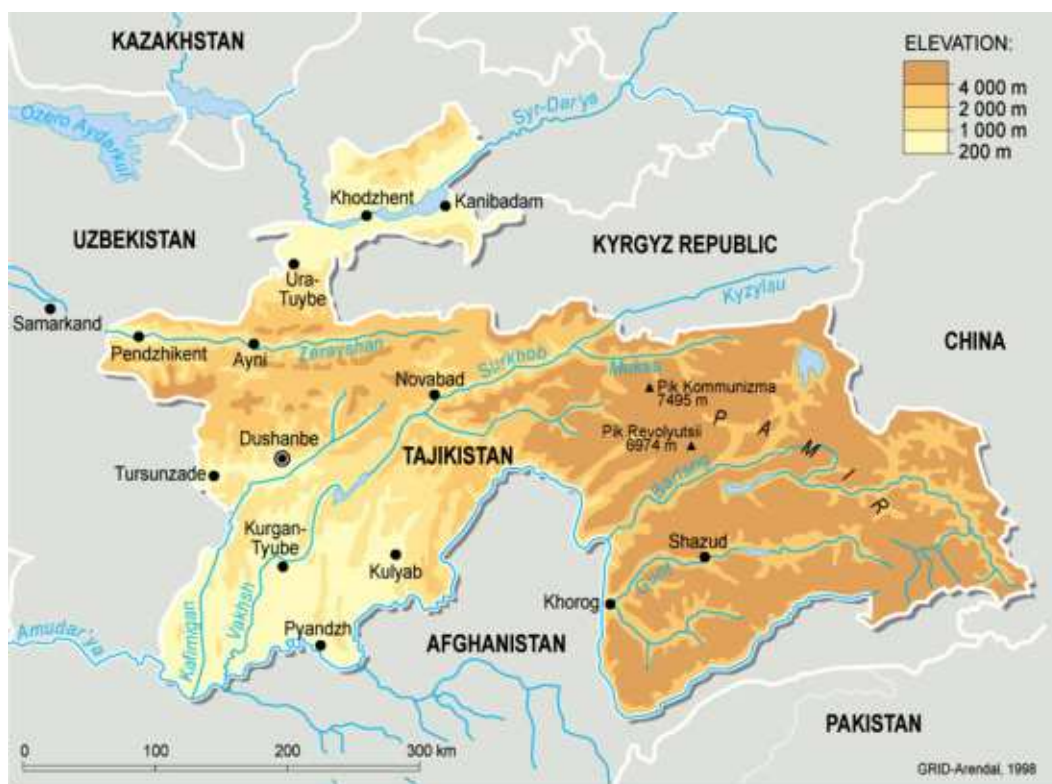 KAZAKHSTAN
ELEVATION:
4 000 m
2 000 m
1 000 m
200 m
Ozero Aydarkul
Syr-Dar'ya
Khodzhent
Kanibadam
UZBEKISTAN
KYRGYZ REPUBLIC
Ura-
Tuybe
Kyzylsu
Samarkand
Pendzhikent
Ayni
Zeravshan
Surkhob
Muksu
CHINA
Novabad
Pik Kommunizma
7495 m
Pik Revolyutsii
6974 m
PAMIR
Dushanbe
TAJIKISTAN
Tursunzade
Bartang
Kurgan-
Tyube
Kulyab
Shazud
Gunt
Khorog
Kafirnigan
Vakhsh
Pyandzh
Amudar'ya
AFGHANISTAN
PAKISTAN
0
100
200
300 km
GRID-Arendal, 1998